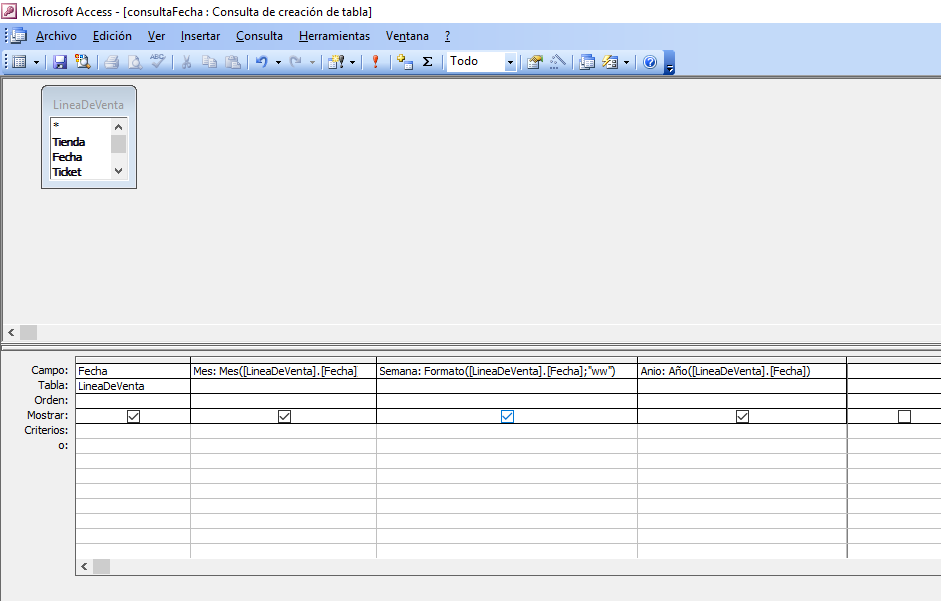 Microsoft Access - [consultaFecha : Consulta de creación de tabla]
Archivo Edición Ver Insertar Consulta Herramientas Ventana ?
ABC Σ Todo
LineaDeVenta
*
Tienda
Fecha
Ticket
Campo: Fecha Mes: Mes([LineaDeVenta].[Fecha] Semana: Formato([LineaDeVenta].[Fecha];"ww") Anio: Año([LineaDeVenta].[Fecha])
Tabla: LineaDeVenta
Orden:
Mostrar:
Criterios:
o: